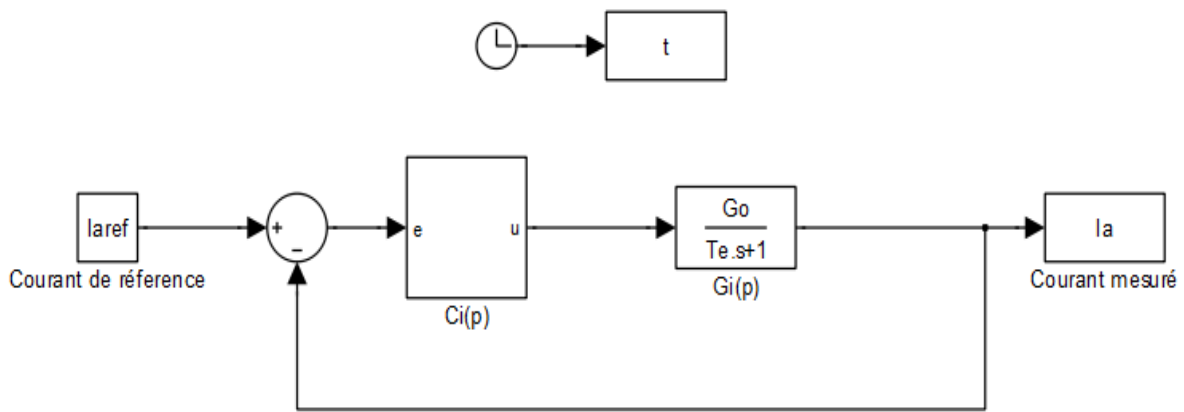 t
Iaref
Courant de réference
+
−
e
u
Ci(p)
Go
Te.s+1
Gi(p)
Ia
Courant mesuré